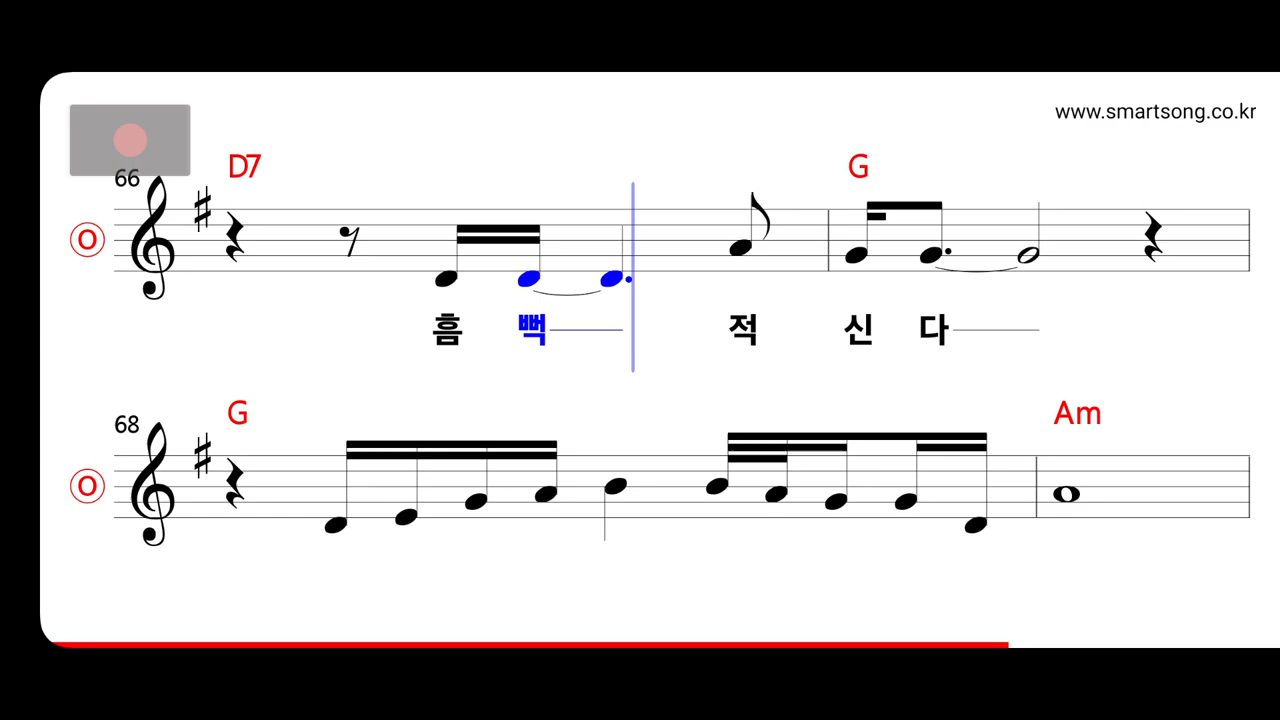 www.smartsong.co.kr
D7 G
66
O
흠 뻑 적 신 다
G Am
68
O